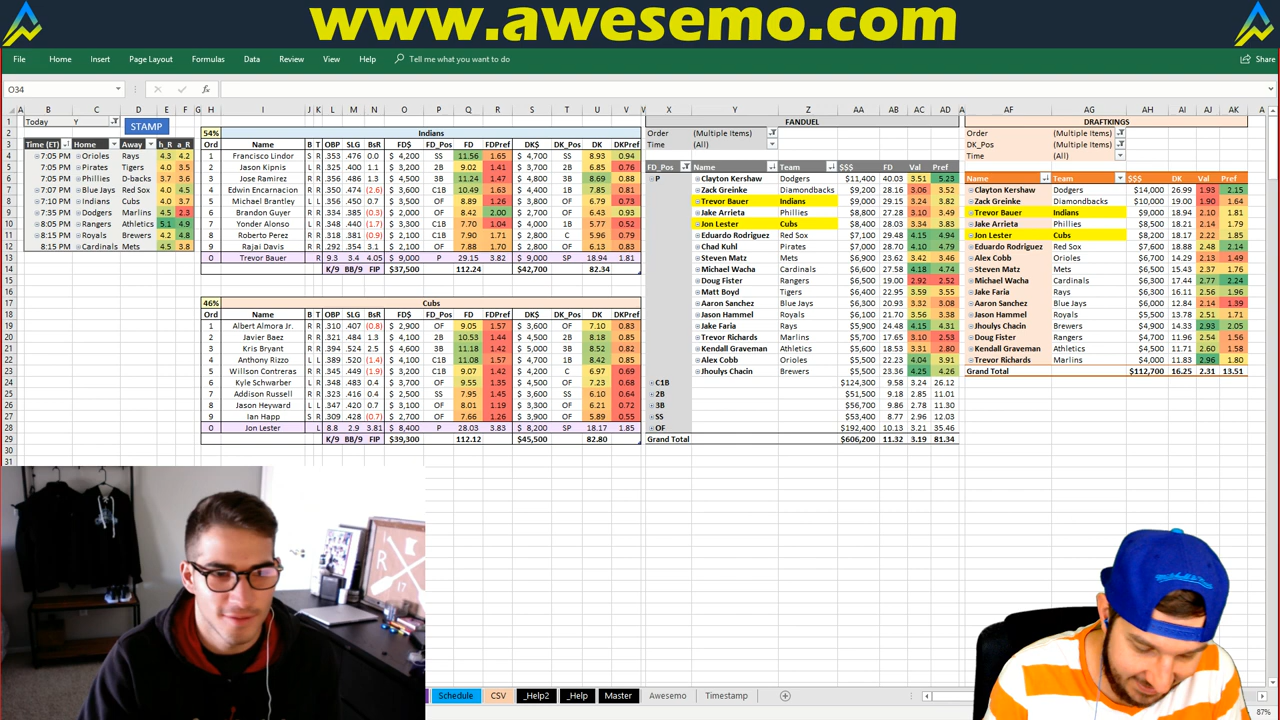 www.awesemo.com
File Home Insert Page Layout Formulas Data Review View Help Tell me what you want to do Share
O34
Today Y STAMP
Time (ET) Home Away h_R a_R
7:05 PM Orioles Rays 4.3 4.2
7:05 PM Pirates Tigers 4.0 3.5
7:05 PM Phillies D-backs 3.7 3.6
7:07 PM Blue Jays Red Sox 4.0 4.5
7:10 PM Indians Cubs 4.0 3.7
7:35 PM Dodgers Marlins 4.5 2.3
8:05 PM Rangers Athletics 5.1 4.9
8:15 PM Royals Brewers 4.2 4.8
8:15 PM Cardinals Mets 4.5 3.8
54% Indians
Ord Name B T OBP SLG BsR FD$ FD_Pos FD FDPref DK$ DK_Pos DK DKPref
1 Francisco Lindor S R .353 .476 0.0 $ 4,200 SS 11.56 1.65 $ 4,700 SS 8.93 0.94
2 Jason Kipnis L R .325 .400 1.1 $ 2,800 2B 9.02 1.41 $ 3,700 2B 6.85 0.76
3 Jose Ramirez S R .356 .486 1.3 $ 4,500 3B 11.33 1.47 $ 4,800 3B 8.69 0.88
4 Edwin Encarnacion R R .350 .474 (2.6) $ 3,400 C1B 10.49 1.63 $ 4,400 1B 7.85 0.81
5 Michael Brantley L L .356 .450 0.7 $ 3,400 OF 8.89 1.26 $ 4,000 OF 6.79 0.73
6 Brandon Guyer R R .334 .385 (0.3) $ 2,000 OF 8.42 2.00 $ 2,700 OF 6.43 0.93
7 Yonder Alonso L R .340 .448 (1.7) $ 3,300 C1B 7.70 1.04 $ 4,100 1B 5.77 0.52
8 Roberto Perez R R .318 .381 (0.9) $ 2,100 C1B 7.90 1.71 $ 2,900 C 5.96 0.79
9 Rajai Davis R R .292 .354 3.1 $ 2,100 OF 7.88 1.70 $ 2,300 OF 6.13 0.83
0 Trevor Bauer R 9.3 3.4 4.05 $ 9,000 P 29.15 3.82 $ 9,000 SP 18.94 1.81
K/9 BB/9 FIP $37,500 112.24 $42,700 82.34
46% Cubs
Ord Name B T OBP SLG BsR FD$ FD_Pos FD FDPref DK$ DK_Pos DK DKPref
1 Albert Almora Jr. R R .310 .407 (0.8) $ 2,900 OF 9.05 1.57 $ 3,600 OF 7.10 0.83
2 Javier Baez R R .321 .484 1.3 $ 4,100 2B 10.53 1.44 $ 4,700 2B 8.18 0.85
3 Kris Bryant R R .394 .524 2.5 $ 4,600 3B 11.18 1.42 $ 5,000 3B 8.42 0.82
4 Anthony Rizzo L L .389 .520 (1.4) $ 4,100 C1B 11.08 1.57 $ 4,700 1B 8.42 0.85
5 Willson Contreras R R .345 .449 (1.9) $ 3,200 C1B 9.07 1.42 $ 4,200 C 6.97 0.69
6 Kyle Schwarber L R .348 .483 0.4 $ 3,600 OF 9.55 1.35 $ 4,500 OF 7.23 0.68
7 Addison Russell R R .323 .416 0.4 $ 2,500 SS 7.95 1.45 $ 3,700 SS 6.10 0.64
8 Jason Heyward L L .347 .420 0.7 $ 3,200 OF 8.01 1.19 $ 3,700 OF 6.21 0.72
9 Ian Happ S R .309 .428 (0.7) $ 2,700 OF 7.66 1.26 $ 3,900 OF 5.89 0.55
0 Jon Lester L 8.8 2.9 3.81 $ 8,400 P 28.03 3.83 $ 8,200 SP 18.17 1.85
K/9 BB/9 FIP $39,300 112.12 $45,500 82.80
FANDUEL
Order (Multiple Items)
Time (All)
FD_Pos Name Team $$$ FD Val Pref
P Clayton Kershaw Dodgers $11,400 40.03 3.51 5.23
Zack Greinke Diamondbacks $9,200 28.16 3.06 3.52
Trevor Bauer Indians $9,000 29.15 3.24 3.82
Jake Arrieta Phillies $8,800 27.28 3.10 3.49
Jon Lester Cubs $8,400 28.03 3.34 3.83
Eduardo Rodriguez Red Sox $7,100 29.48 4.15 4.94
Chad Kuhl Pirates $7,000 28.70 4.10 4.79
Steven Matz Mets $7,000 23.92 3.42 3.46
Michael Wacha Cardinals $6,600 27.58 4.18 4.74
Doug Fister Rangers $6,500 19.00 2.92 2.52
Matt Boyd Tigers $6,400 22.95 3.59 3.55
Aaron Sanchez Blue Jays $6,300 20.93 3.32 3.08
Jason Hammel Royals $6,100 21.70 3.56 3.38
Jake Faria Rays $5,900 24.48 4.15 4.31
Trevor Richards Marlins $5,700 17.65 3.10 2.53
Kendall Graveman Athletics $5,600 18.53 3.31 2.80
Alex Cobb Orioles $5,500 22.23 4.04 3.91
Jhoulys Chacin Brewers $5,500 23.36 4.25 4.26
C1B $124,300 9.58 3.24 26.12
2B $51,500 9.44 2.85 11.01
3B $56,700 9.86 2.78 11.30
SS $53,400 8.77 2.96 12.03
OF $192,400 10.13 3.21 35.46
Grand Total $606,200 11.32 3.19 81.34
DRAFTKINGS
Order (Multiple Items)
DK_Pos (Multiple Items)
Time (All)
Name Team $$$ DK Val Pref
Clayton Kershaw Dodgers $14,000 26.99 1.93 2.15
Zack Greinke Diamondbacks $10,000 19.02 1.90 1.64
Trevor Bauer Indians $9,000 18.94 2.10 1.81
Jake Arrieta Phillies $8,500 18.21 2.14 1.79
Jon Lester Cubs $8,200 18.17 2.22 1.85
Eduardo Rodriguez Red Sox $7,600 18.88 2.48 2.14
Alex Cobb Orioles $6,700 14.28 2.13 1.39
Steven Matz Mets $6,500 15.43 2.37 1.76
Michael Wacha Cardinals $6,400 17.71 2.77 2.24
Jake Faria Rays $6,300 16.11 2.56 1.96
Aaron Sanchez Blue Jays $6,000 12.84 2.14 1.39
Jason Hammel Royals $5,400 13.69 2.53 1.72
Jhoulys Chacin Brewers $4,900 14.34 2.93 2.05
Doug Fister Rangers $4,700 11.95 2.54 1.56
Kendall Graveman Athletics $4,500 11.71 2.60 1.58
Trevor Richards Marlins $4,000 11.83 2.96 1.80
Grand Total $112,700 16.25 2.31 13.51
Schedule CSV _Help2 _Help Master Awesemo Timestamp
87%